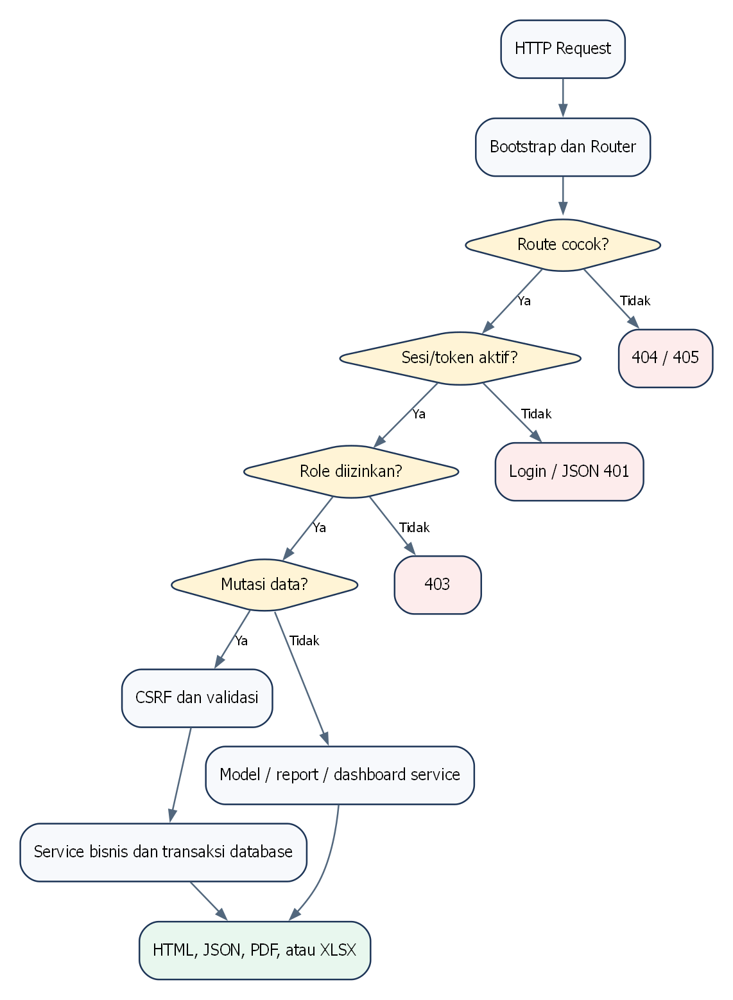 HTTP Request
Bootstrap dan Router
Route cocok?
Ya
Tidak
Sesi/token aktif?
404 / 405
Ya
Tidak
Role diizinkan?
Login / JSON 401
Ya
Tidak
Mutasi data?
403
Ya
Tidak
CSRF dan validasi
Model / report / dashboard service
Service bisnis dan transaksi database
HTML, JSON, PDF, atau XLSX